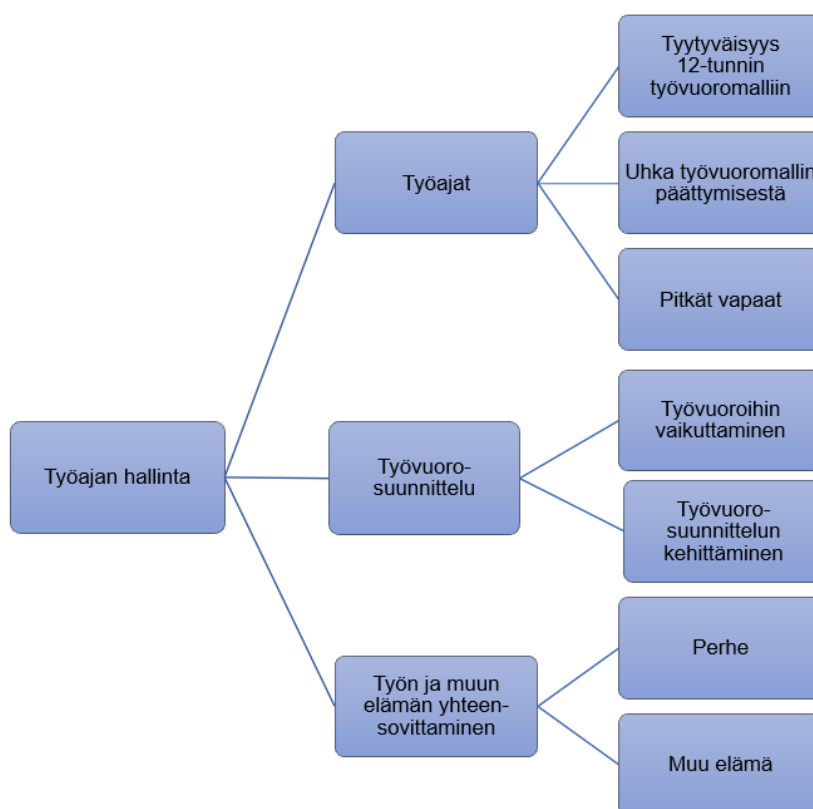 Työajan hallinta
Työajat
Tyytyväisyys
12-tunnin
työvuoromalliin
Uhka työvuoromallin
päättymisestä
Pitkät vapaat
Työvuoro-
suunnittelu
Työvuoroihin
vaikuttaminen
Työvuoro-
suunnittelun
kehittäminen
Työn ja muun
elämän yhteen-
sovittaminen
Perhe
Muu elämä